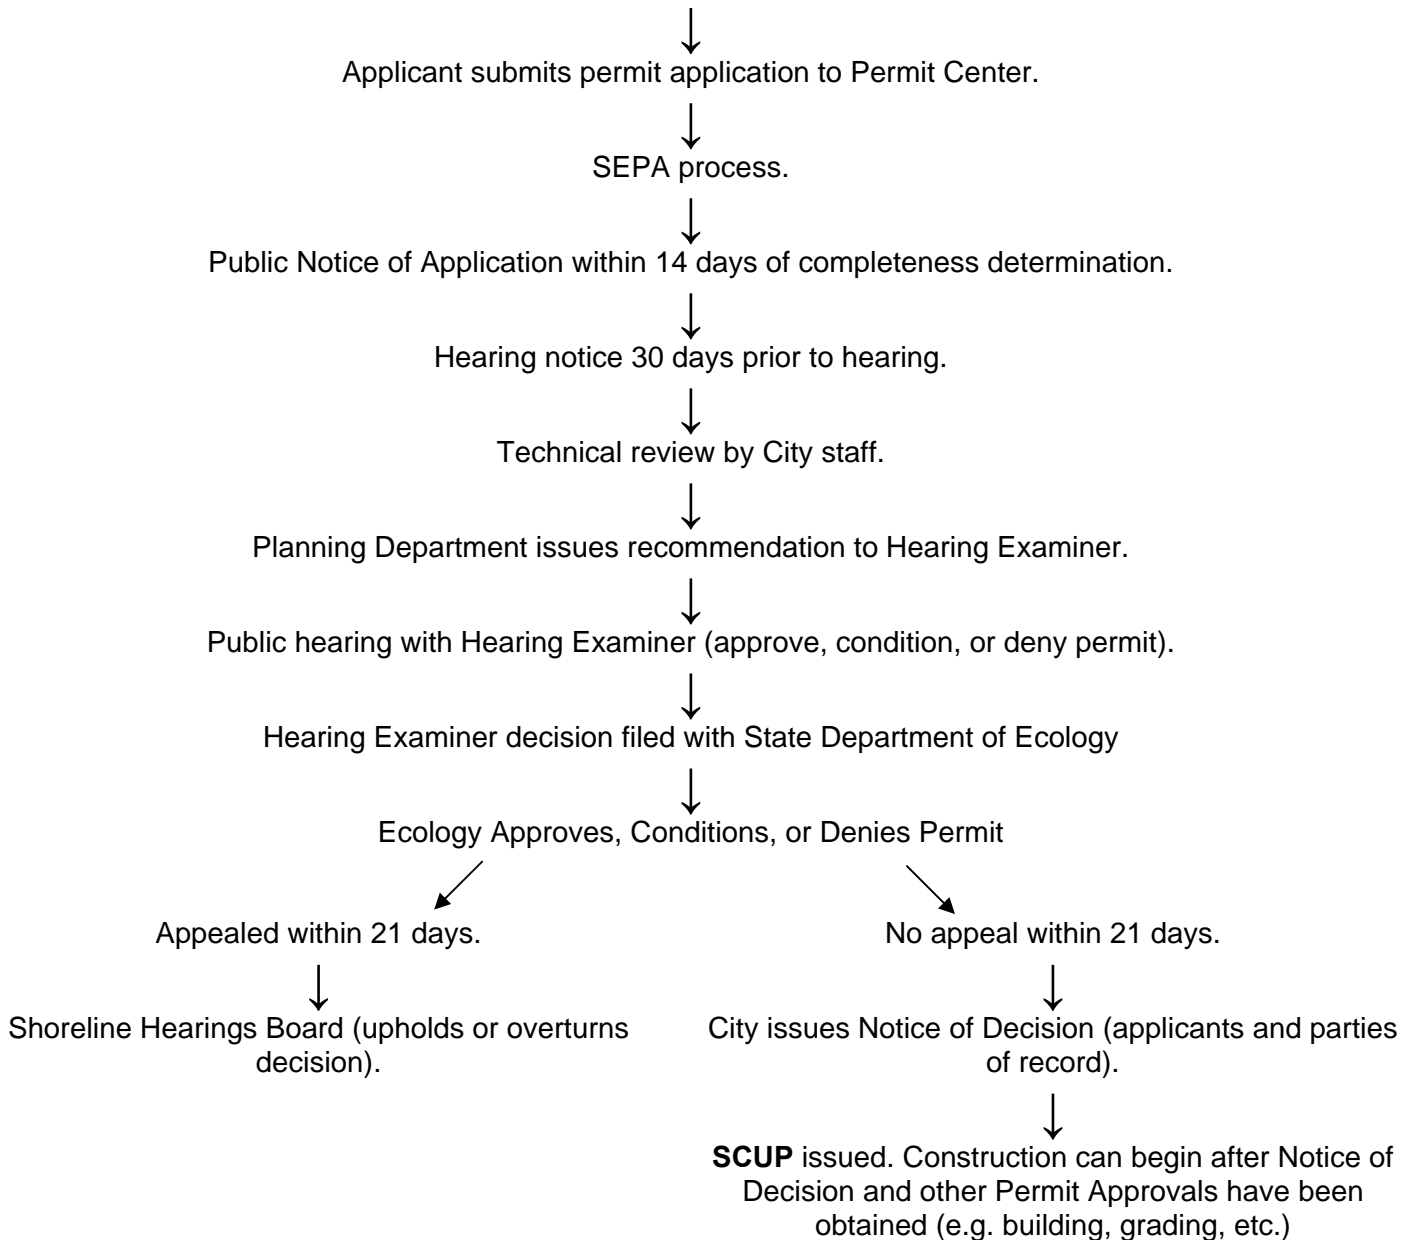 Applicant submits permit application to Permit Center.
SEPA process.
Public Notice of Application within 14 days of completeness determination.
Hearing notice 30 days prior to hearing.
Technical review by City staff.
Planning Department issues recommendation to Hearing Examiner.
Public hearing with Hearing Examiner (approve, condition, or deny permit).
Hearing Examiner decision filed with State Department of Ecology
Ecology Approves, Conditions, or Denies Permit
Appealed within 21 days.
Shoreline Hearings Board (upholds or overturns
decision).
No appeal within 21 days.
City issues Notice of Decision (applicants and parties
of record).
SCUP issued. Construction can begin after Notice of
Decision and other Permit Approvals have been
obtained (e.g. building, grading, etc.)